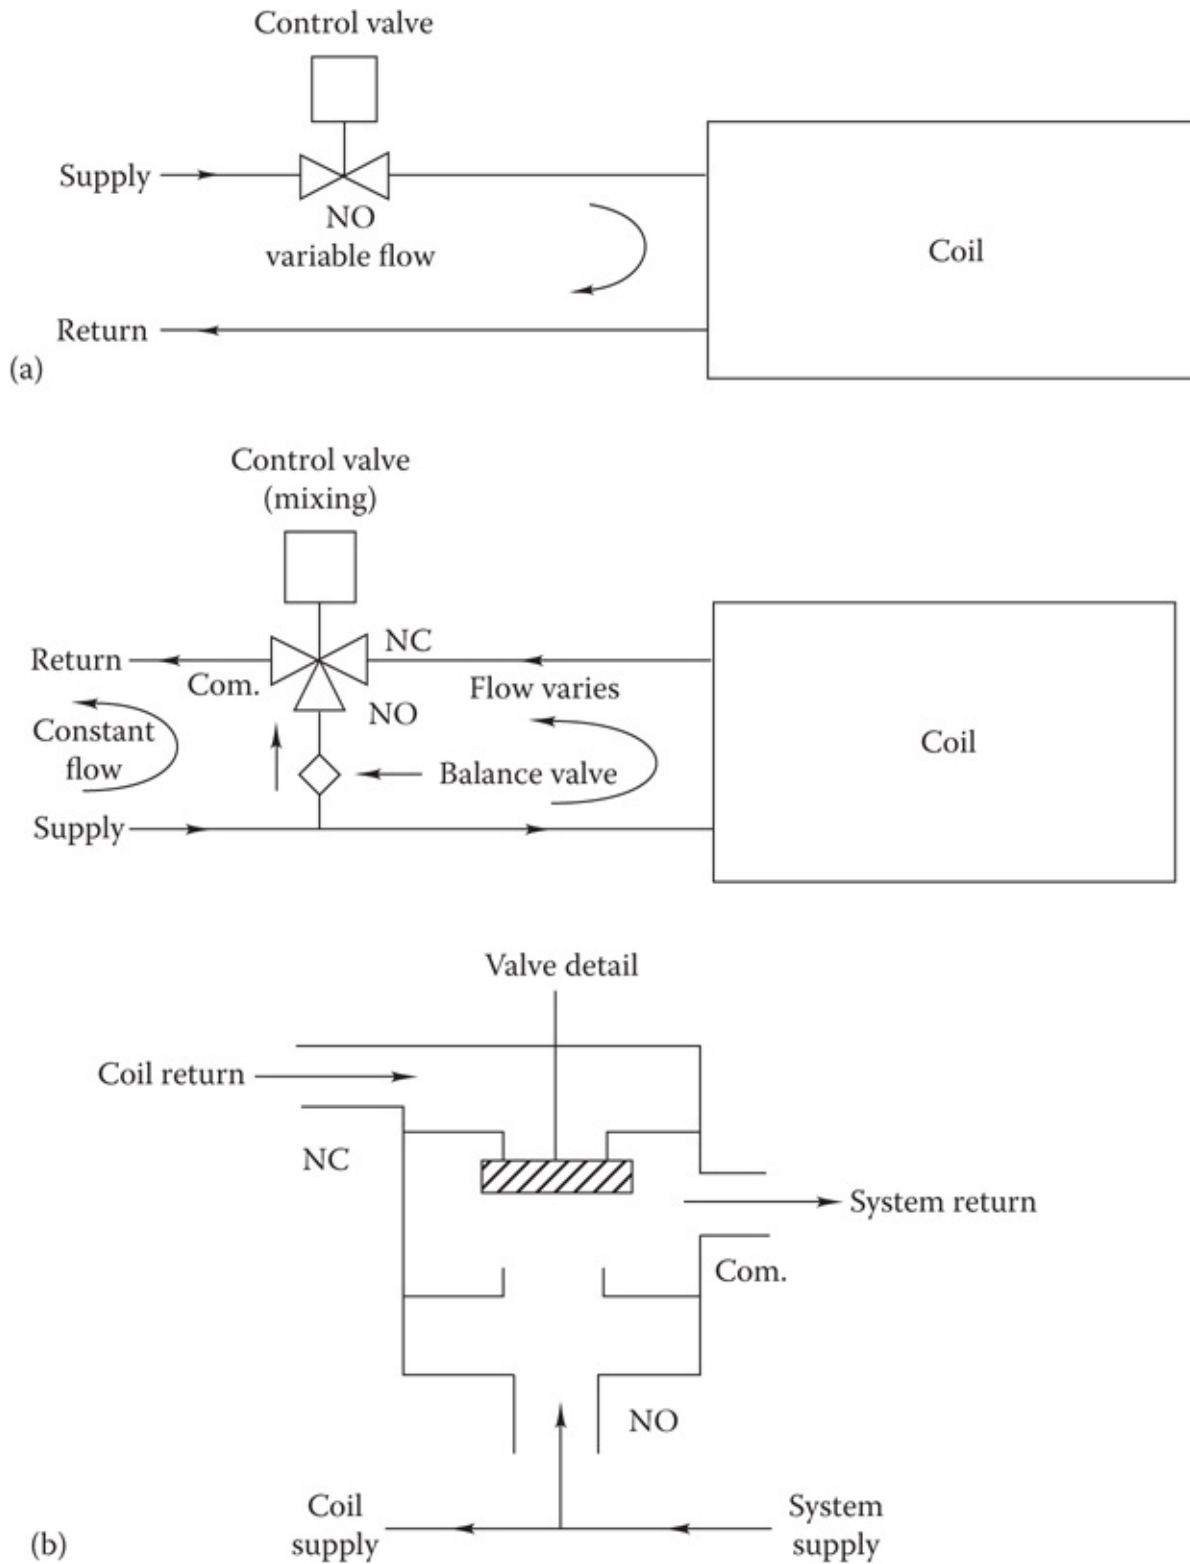 Control valve
Supply
NO
variable flow
Coil
Return
(a)
Control valve
(mixing)
Return
NC
Com.
Flow varies
NO
Constant
flow
Balance valve
Coil
Supply
Valve detail
Coil return
NC
System return
Com.
NO
Coil
supply
System
supply
(b)